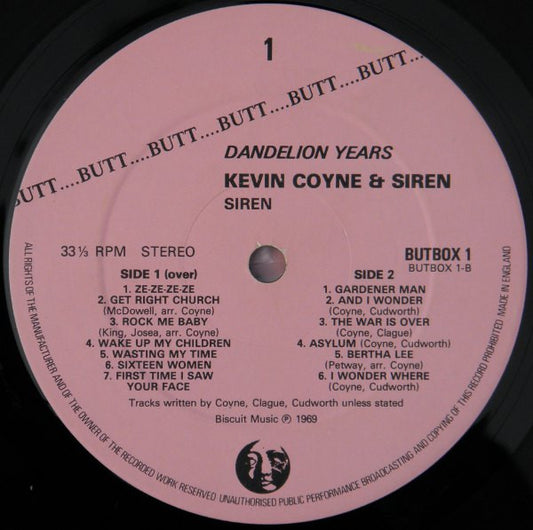 1
BUTT....BUTT....BUTT....BUTT....BUTT....BUTT...
DANDELION YEARS
KEVIN COYNE & SIREN
SIREN
33⅓ RPM STEREO
BUTBOX 1
BUTBOX 1-B
SIDE 1 (over)
1. ZE-ZE-ZE-ZE
2. GET RIGHT CHURCH
(McDowell, arr. Coyne)
3. ROCK ME BABY
(King, Josea, arr. Coyne)
4. WAKE UP MY CHILDREN
5. WASTING MY TIME
6. SIXTEEN WOMEN
7. FIRST TIME I SAW
YOUR FACE
SIDE 2
1. GARDENER MAN
2. AND I WONDER
(Coyne, Cudworth)
3. THE WAR IS OVER
(Coyne, Clague)
4. ASYLUM (Coyne, Cudworth)
5. BERTHA LEE
(Petway, arr. Coyne)
6. I WONDER WHERE
(Coyne, Cudworth)
Tracks written by Coyne, Clague, Cudworth unless stated
Biscuit Music ℗ 1969
ALL RIGHTS OF THE MANUFACTURER AND OF THE OWNER OF THE RECORDED WORK RESERVED. UNAUTHORISED PUBLIC PERFORMANCE BROADCASTING AND COPYING OF THIS RECORD PROHIBITED. MADE IN ENGLAND